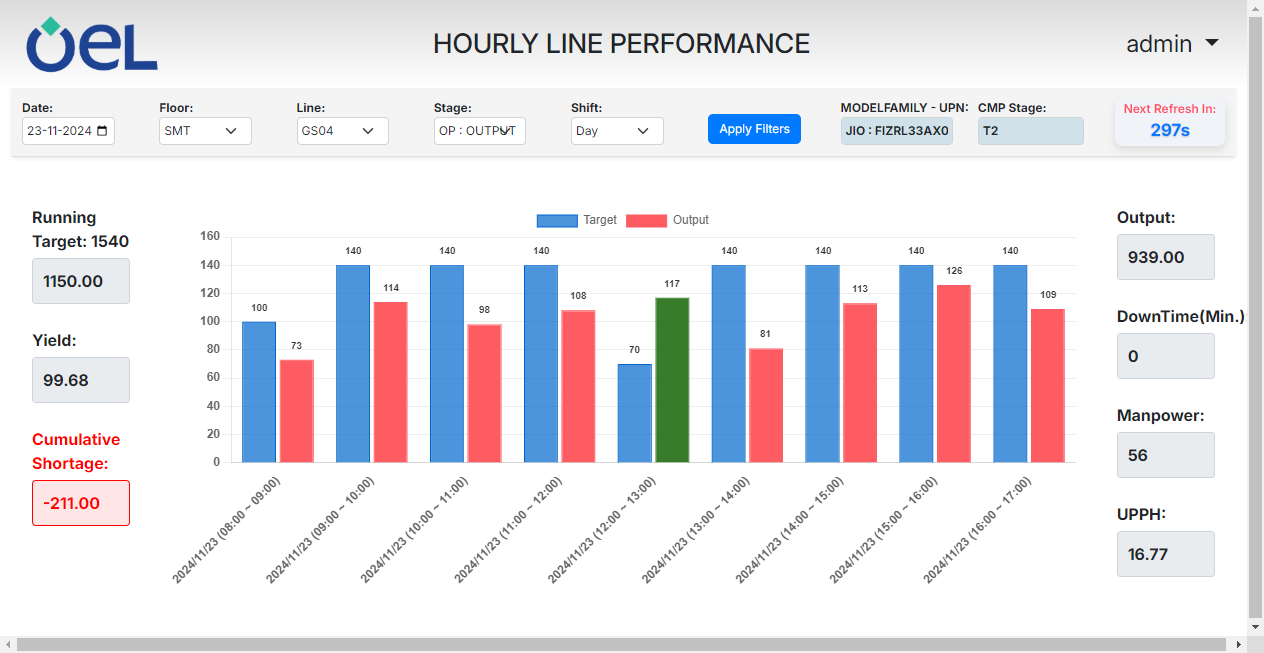 OEL
HOURLY LINE PERFORMANCE
admin
Date:
Floor:
Line:
Stage:
Shift:
MODELFAMILY - UPN:
CMP Stage:
Next Refresh In:
23-11-2024
SMT
GS04
OP : OUTPUT
Day
Apply Filters
JIO : FIZRL33AX0
T2
297s
Running
Target: 1540
1150.00
Yield:
99.68
Cumulative
Shortage:
-211.00
Target
Output
160
140
120
100
80
60
40
20
0
100
73
140
114
140
98
140
108
70
117
140
81
140
113
140
126
140
109
2024/11/23 (08:00 ~ 09:00)
2024/11/23 (09:00 ~ 10:00)
2024/11/23 (10:00 ~ 11:00)
2024/11/23 (11:00 ~ 12:00)
2024/11/23 (12:00 ~ 13:00)
2024/11/23 (13:00 ~ 14:00)
2024/11/23 (14:00 ~ 15:00)
2024/11/23 (15:00 ~ 16:00)
2024/11/23 (16:00 ~ 17:00)
Output:
939.00
DownTime(Min.):
0
Manpower:
56
UPPH:
16.77